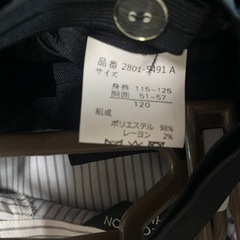 品番 2801-5491 A
サイズ
身長 115~125
胴囲 51~57
120
組成
ポリエステル 98%
レーヨン 2%